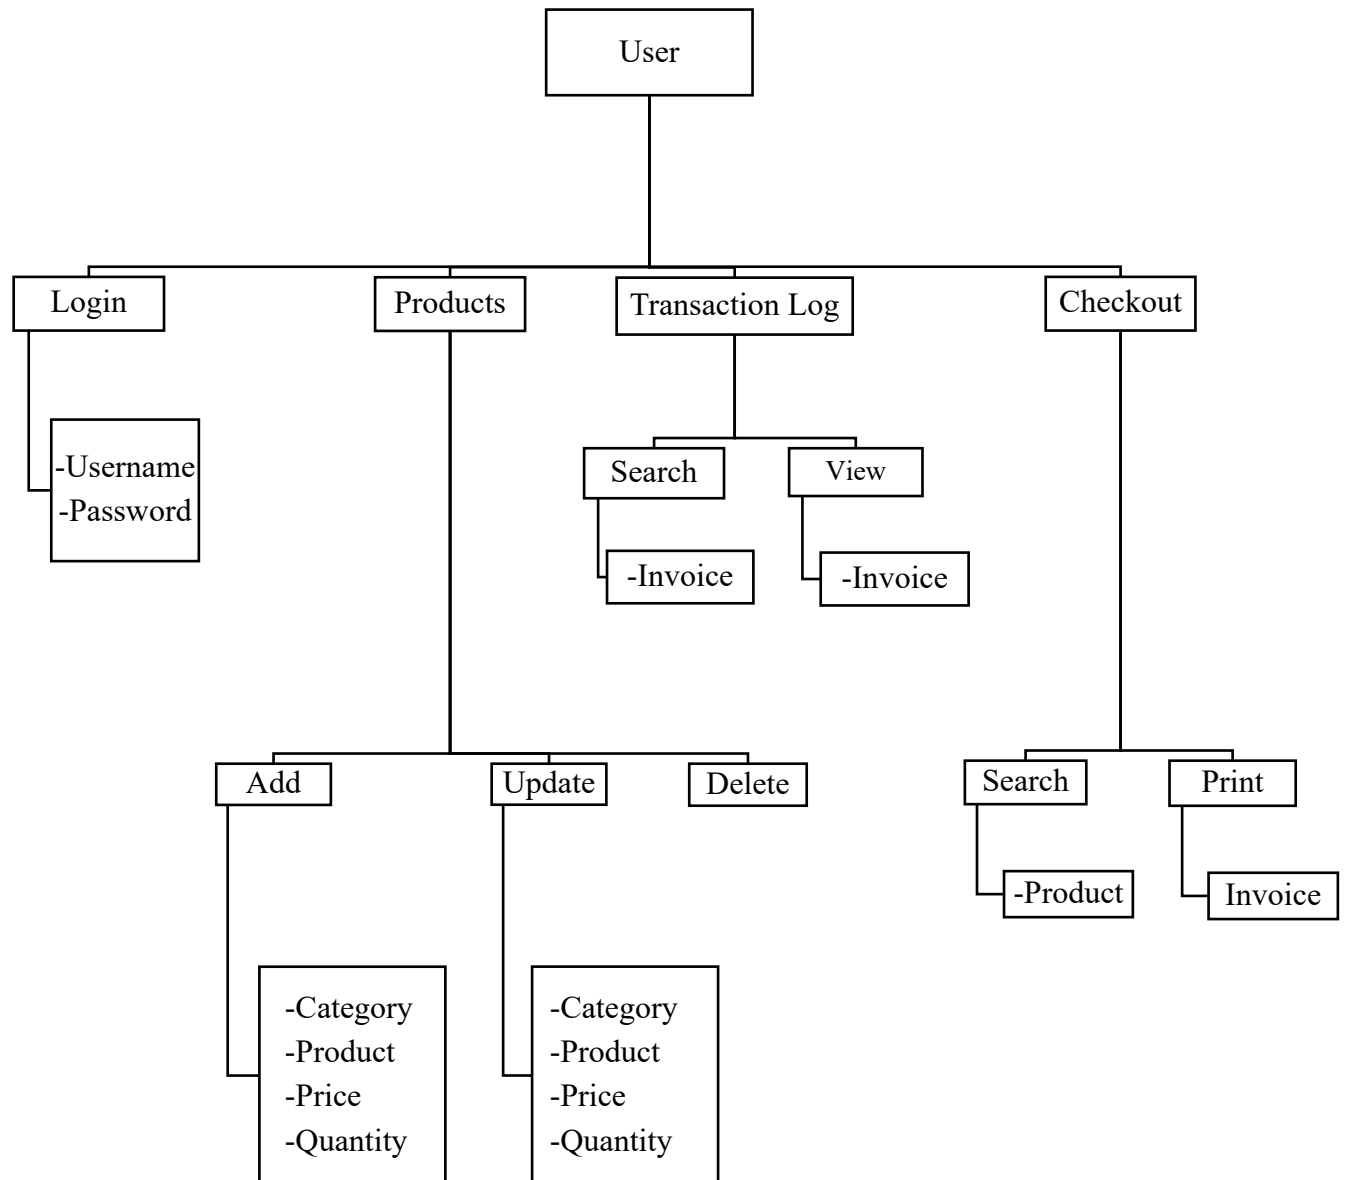 User
Login
Products
Transaction Log
Checkout
-Username
-Password
Search
View
-Invoice
-Invoice
Add
Update
Delete
Search
Print
-Product
Invoice
-Category
-Product
-Price
-Quantity
-Category
-Product
-Price
-Quantity